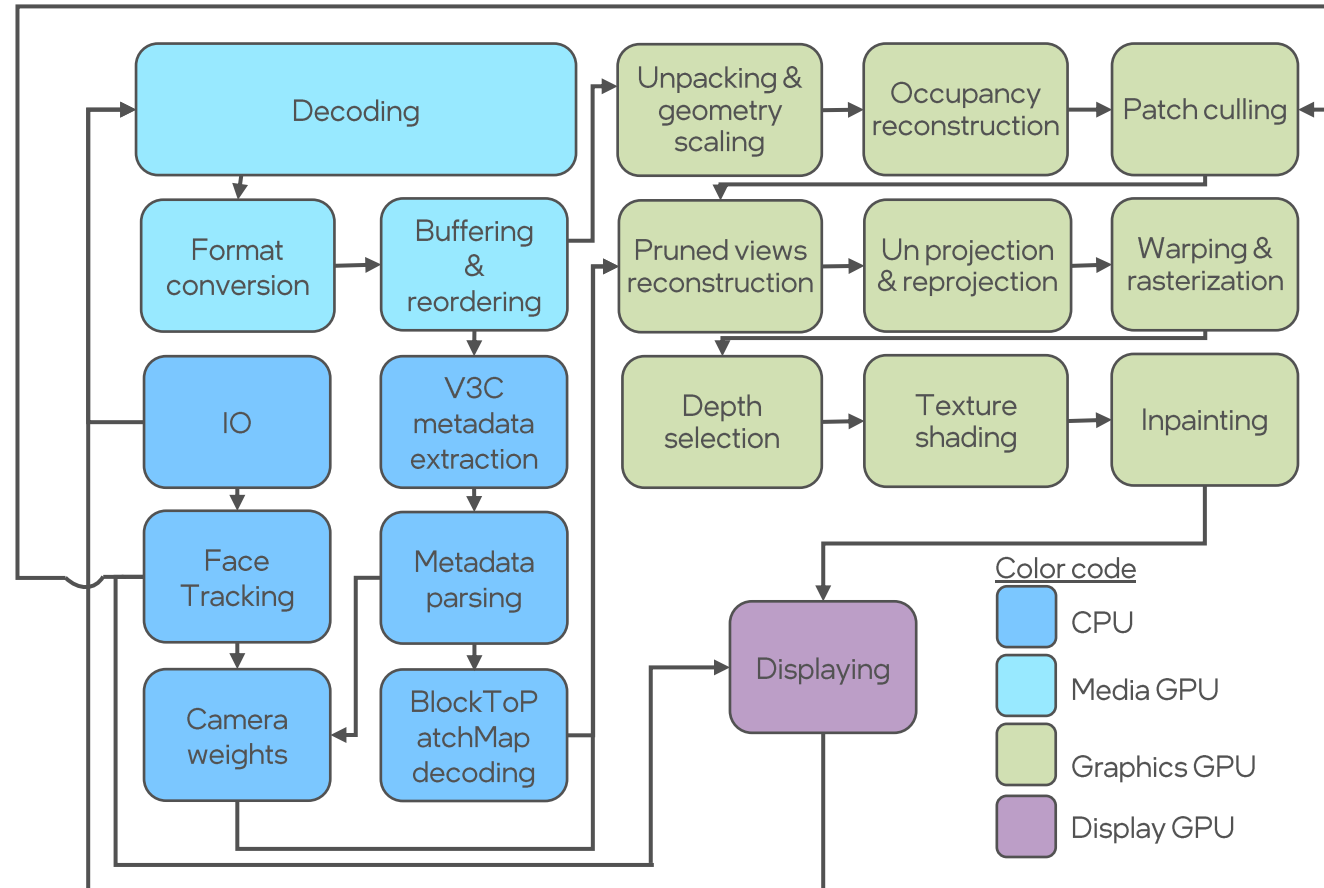 Decoding
Unpacking &
geometry
scaling
Occupancy
reconstruction
Patch culling
Format
conversion
Buffering
&
reordering
Pruned views
reconstruction
Un projection
& reprojection
Warping &
rasterization
IO
V3C
metadata
extraction
Depth
selection
Texture
shading
Inpainting
Face
Tracking
Metadada
parsing
Camera
weights
BlockToP
atchMap
decoding
Displaying
Color code
CPU
Media GPU
Graphics GPU
Display GPU